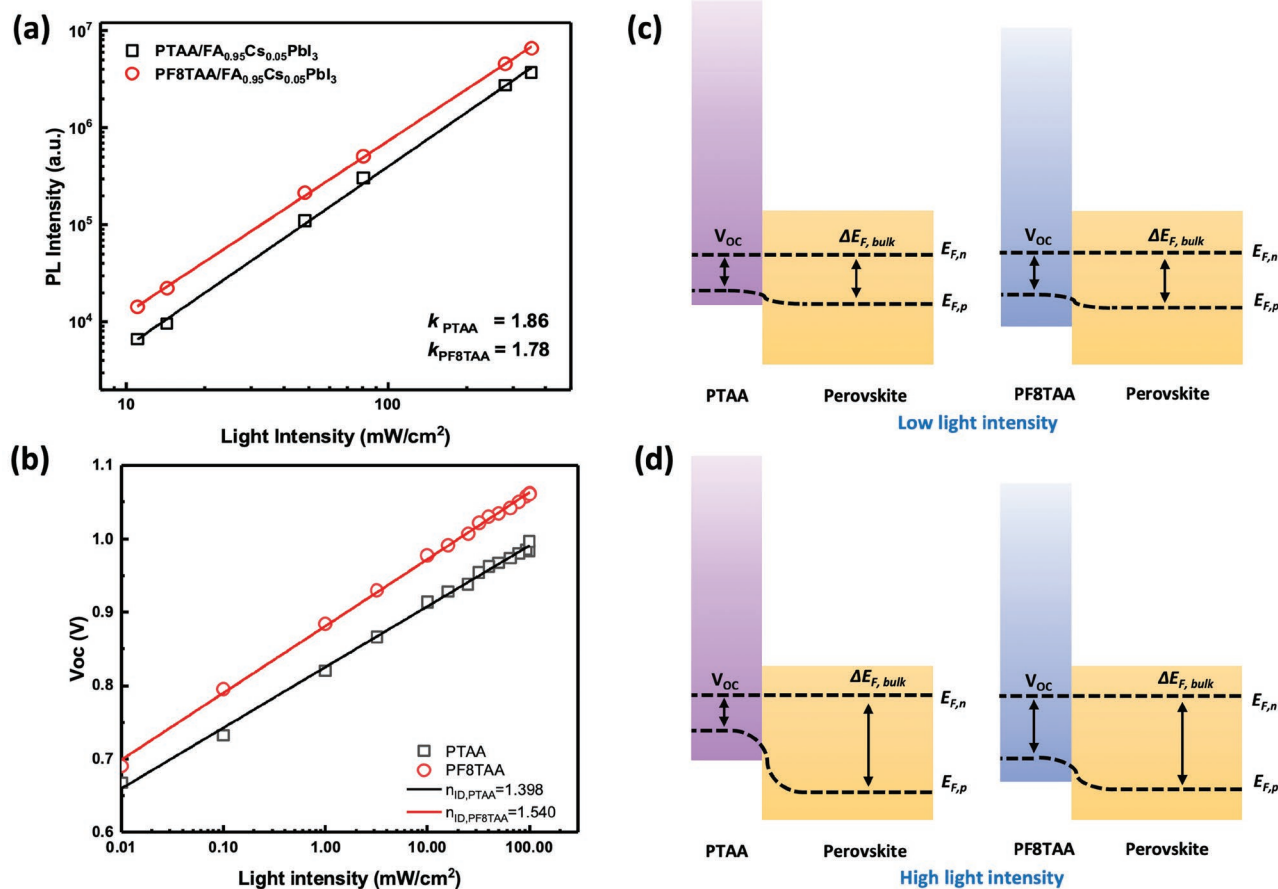 (a)
10⁷
10⁶
10⁵
10⁴
PL Intensity (a.u.)
PTAA/FA₀.₉₅Cs₀.₀₅PbI₃
PF8TAA/FA₀.₉₅Cs₀.₀₅PbI₃
k PTAA = 1.86
kPF8TAA = 1.78
10
100
Light Intensity (mW/cm²)
(b)
1.1
1.0
0.9
0.8
0.7
0.6
Voc (V)
PTAA
PF8TAA
nID,PTAA=1.398
nID,PF8TAA=1.540
0.01
0.10
1.00
10.00
100.00
Light intensity (mW/cm²)
(c)
VOC
ΔEF, bulk
EF,n
EF,p
PTAA
Perovskite
VOC
ΔEF, bulk
EF,n
EF,p
PF8TAA
Perovskite
Low light intensity
(d)
VOC
ΔEF, bulk
EF,n
EF,p
PTAA
Perovskite
VOC
ΔEF, bulk
EF,n
EF,p
PF8TAA
Perovskite
High light intensity